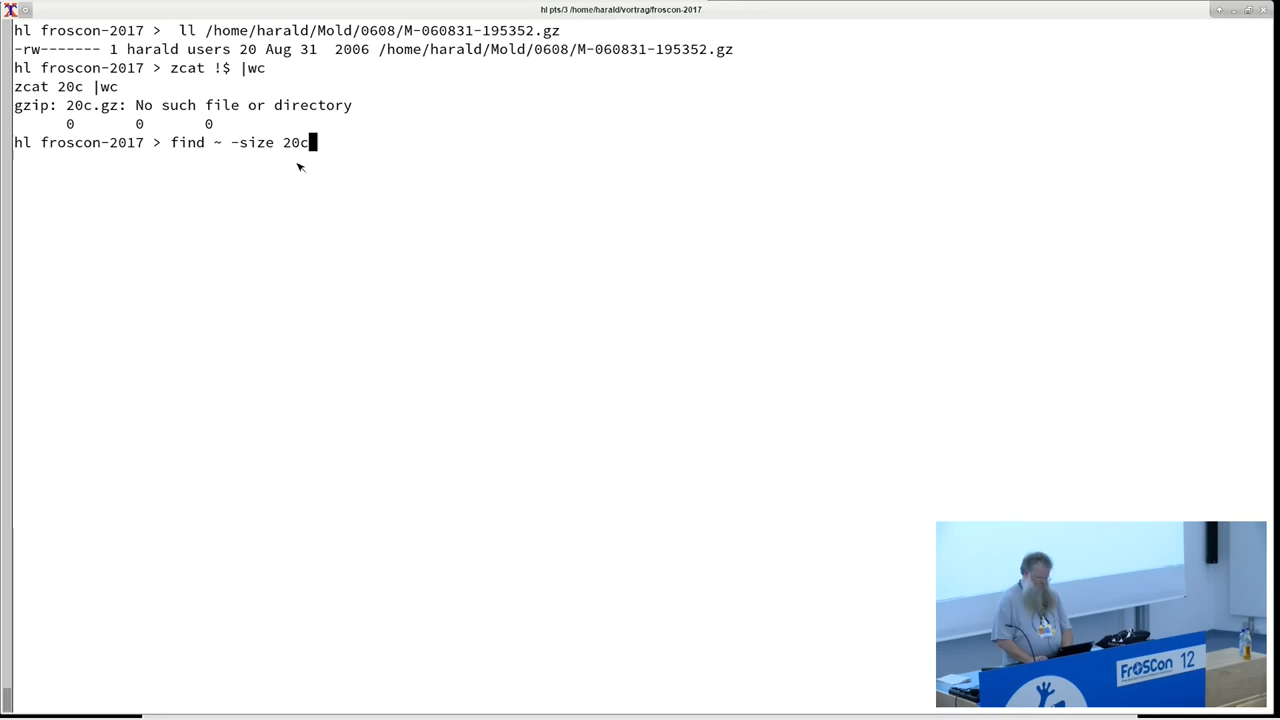 hl pts/3 /home/harald/vortrag/froscon-2017
hl froscon-2017 >  ll /home/harald/Mold/0608/M-060831-195352.gz
-rw------- 1 harald users 20 Aug 31  2006 /home/harald/Mold/0608/M-060831-195352.gz
hl froscon-2017 > zcat !$ |wc
zcat 20c |wc
gzip: 20c.gz: No such file or directory
      0       0       0
hl froscon-2017 > find ~ -size 20c
FrOSCon 12